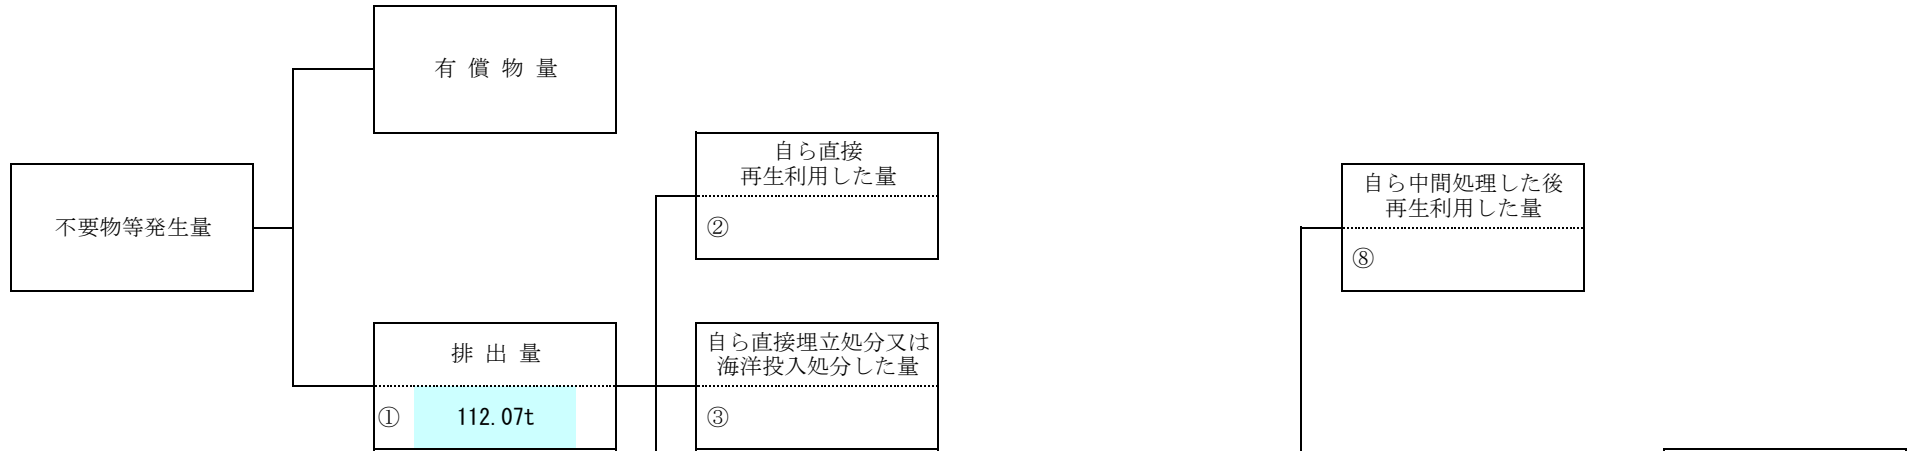 有 償 物 量
自ら直接
再生利用した量
②
自ら中間処理した後
再生利用した量
⑧
不要物等発生量
排 出 量
① 112.07t
自ら直接埋立処分又は
海洋投入処分した量
③